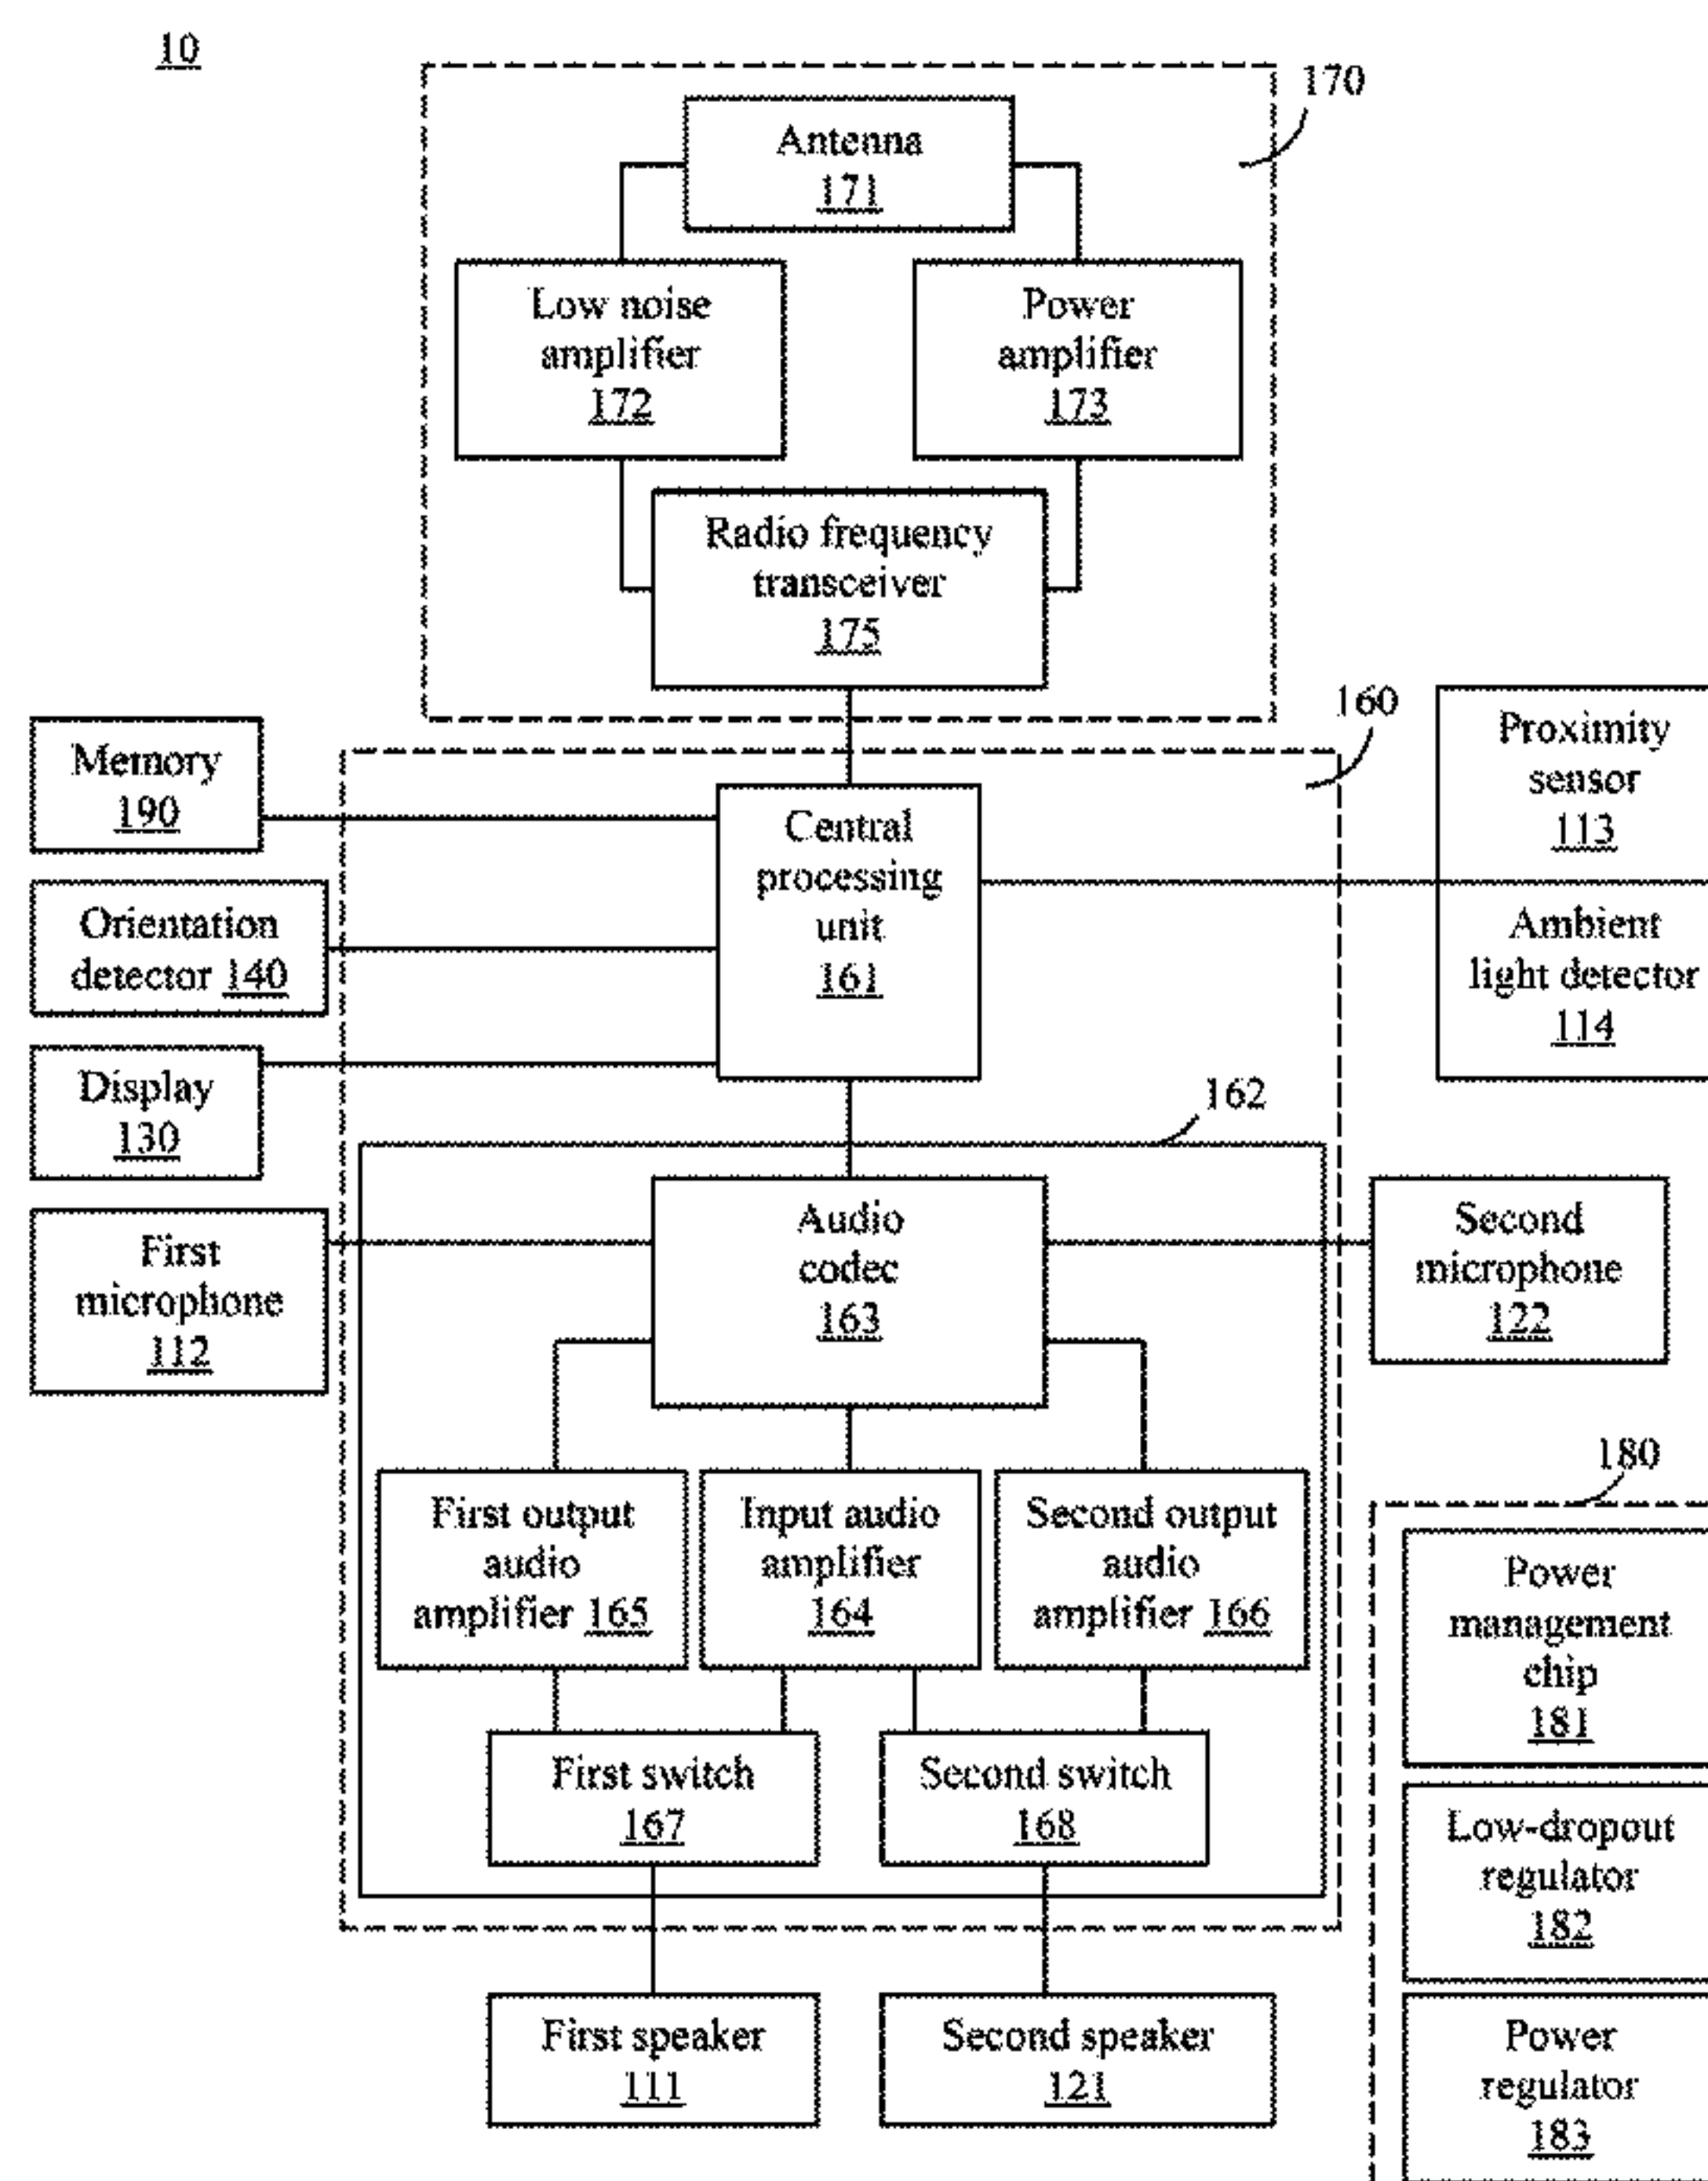 10
170
Antenna
171
Low noise
amplifier
172
Power
amplifier
173
Radio frequency
transceiver
175
160
Memory
190
Central
processing
unit
161
Proximity
sensor
113
Orientation
detector 140
Ambient
light detector
114
Display
130
162
First
microphone
112
Audio
codec
163
Second
microphone
122
180
First output
audio
amplifier 165
Input audio
amplifier
164
Second output
audio
amplifier 166
Power
management
chip
181
First switch
167
Second switch
168
Low-dropout
regulator
182
First speaker
111
Second speaker
121
Power
regulator
183